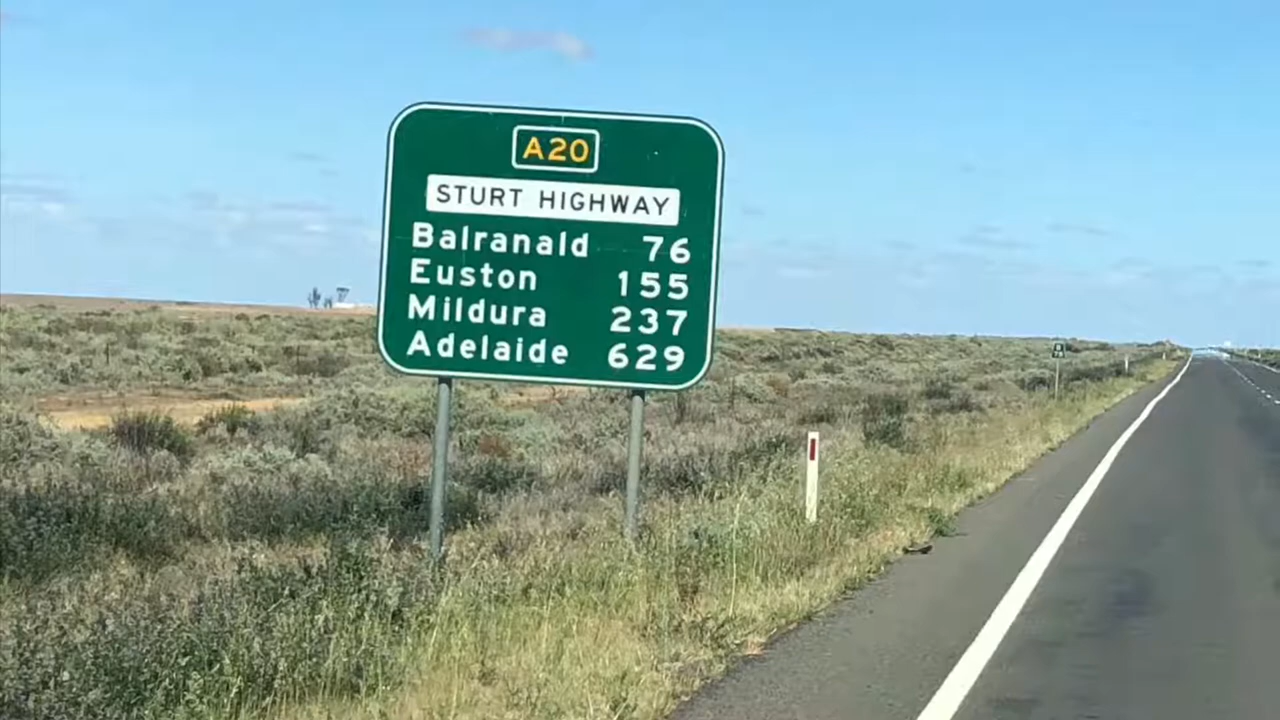 A20
STURT HIGHWAY
Balranald 76
Euston 155
Mildura 237
Adelaide 629